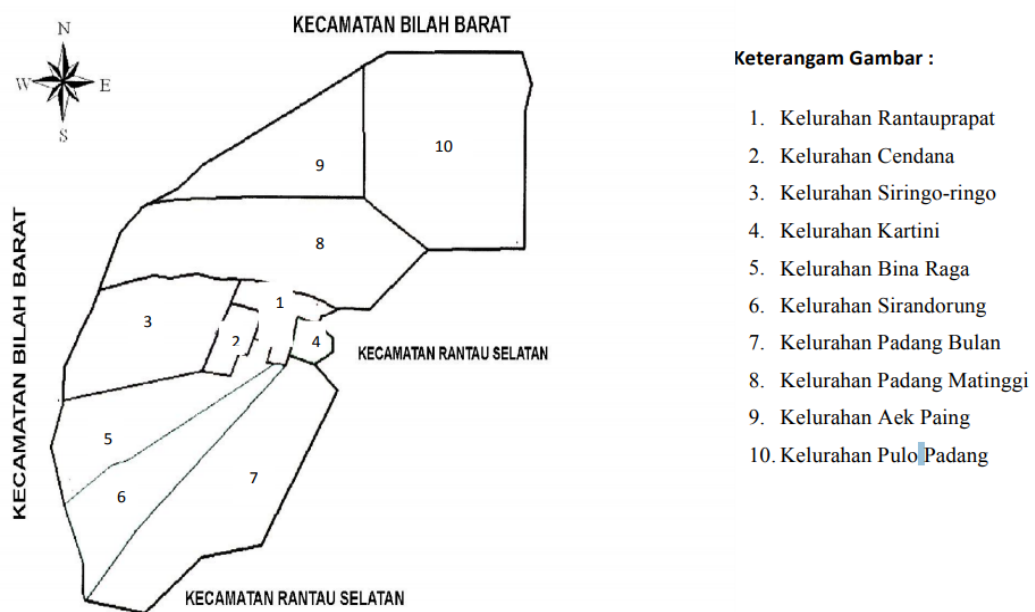 KECAMATAN BILAH BARAT
N
W E
S
KECAMATAN BILAH BARAT
9
10
8
1
3
2
4
KECAMATAN RANTAU SELATAN
5
6
7
KECAMATAN RANTAU SELATAN
Keterangam Gambar :
1. Kelurahan Rantauprapat
2. Kelurahan Cendana
3. Kelurahan Siringo-ringo
4. Kelurahan Kartini
5. Kelurahan Bina Raga
6. Kelurahan Sirandorung
7. Kelurahan Padang Bulan
8. Kelurahan Padang Matinggi
9. Kelurahan Aek Paing
10. Kelurahan Pulo Padang